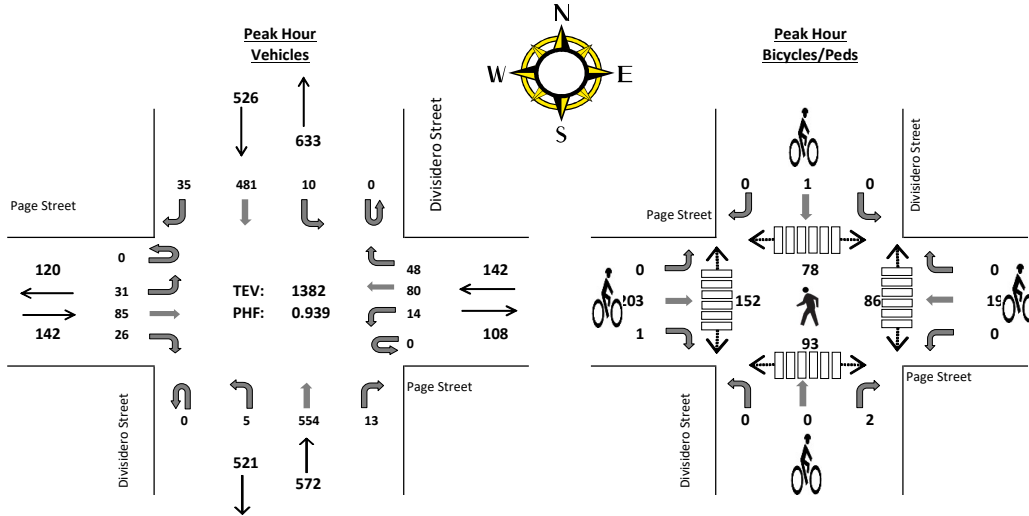 Peak Hour
Vehicles
N
W
E
S
Peak Hour
Bicycles/Peds
526
633
Divisidero Street
35
481
10
0
Page Street
0
120
31
85
26
142
TEV: 1382
PHF: 0.939
48
80
14
0
142
108
Page Street
0
5
554
13
Divisidero Street
521
572
Divisidero Street
0
1
0
Page Street
78
0
203
1
152
86
0
0
93
Page Street
0
0
2
Divisidero Street